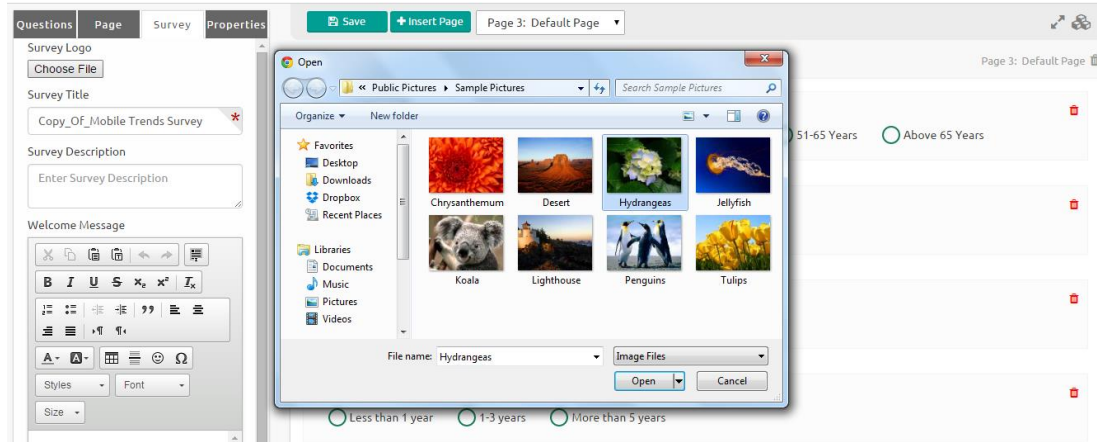 Questions Page Survey Properties
Save Insert Page Page 3: Default Page
Survey Logo
Choose File
Survey Title
Copy_Of_Mobile Trends Survey *
Survey Description
Enter Survey Description
Welcome Message
B I U S x₂ x² Iₓ
A A Ω
Styles Font
Size
Open
« Public Pictures Sample Pictures Search Sample Pictures
Organize New folder
Favorites
Desktop
Downloads
Dropbox
Recent Places
Libraries
Documents
Music
Pictures
Videos
Chrysanthemum Desert Hydrangeas Jellyfish
Koala Lighthouse Penguins Tulips
File name: Hydrangeas Image Files
Open Cancel
Page 3: Default Page
51-65 Years Above 65 Years
Less than 1 year 1-3 years More than 5 years